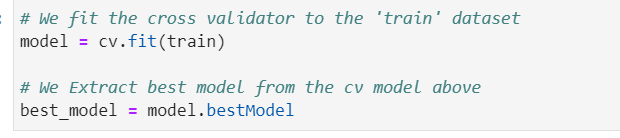 # We fit the cross validator to the 'train' dataset
model = cv.fit(train)
# We Extract best model from the cv model above
best_model = model.bestModel